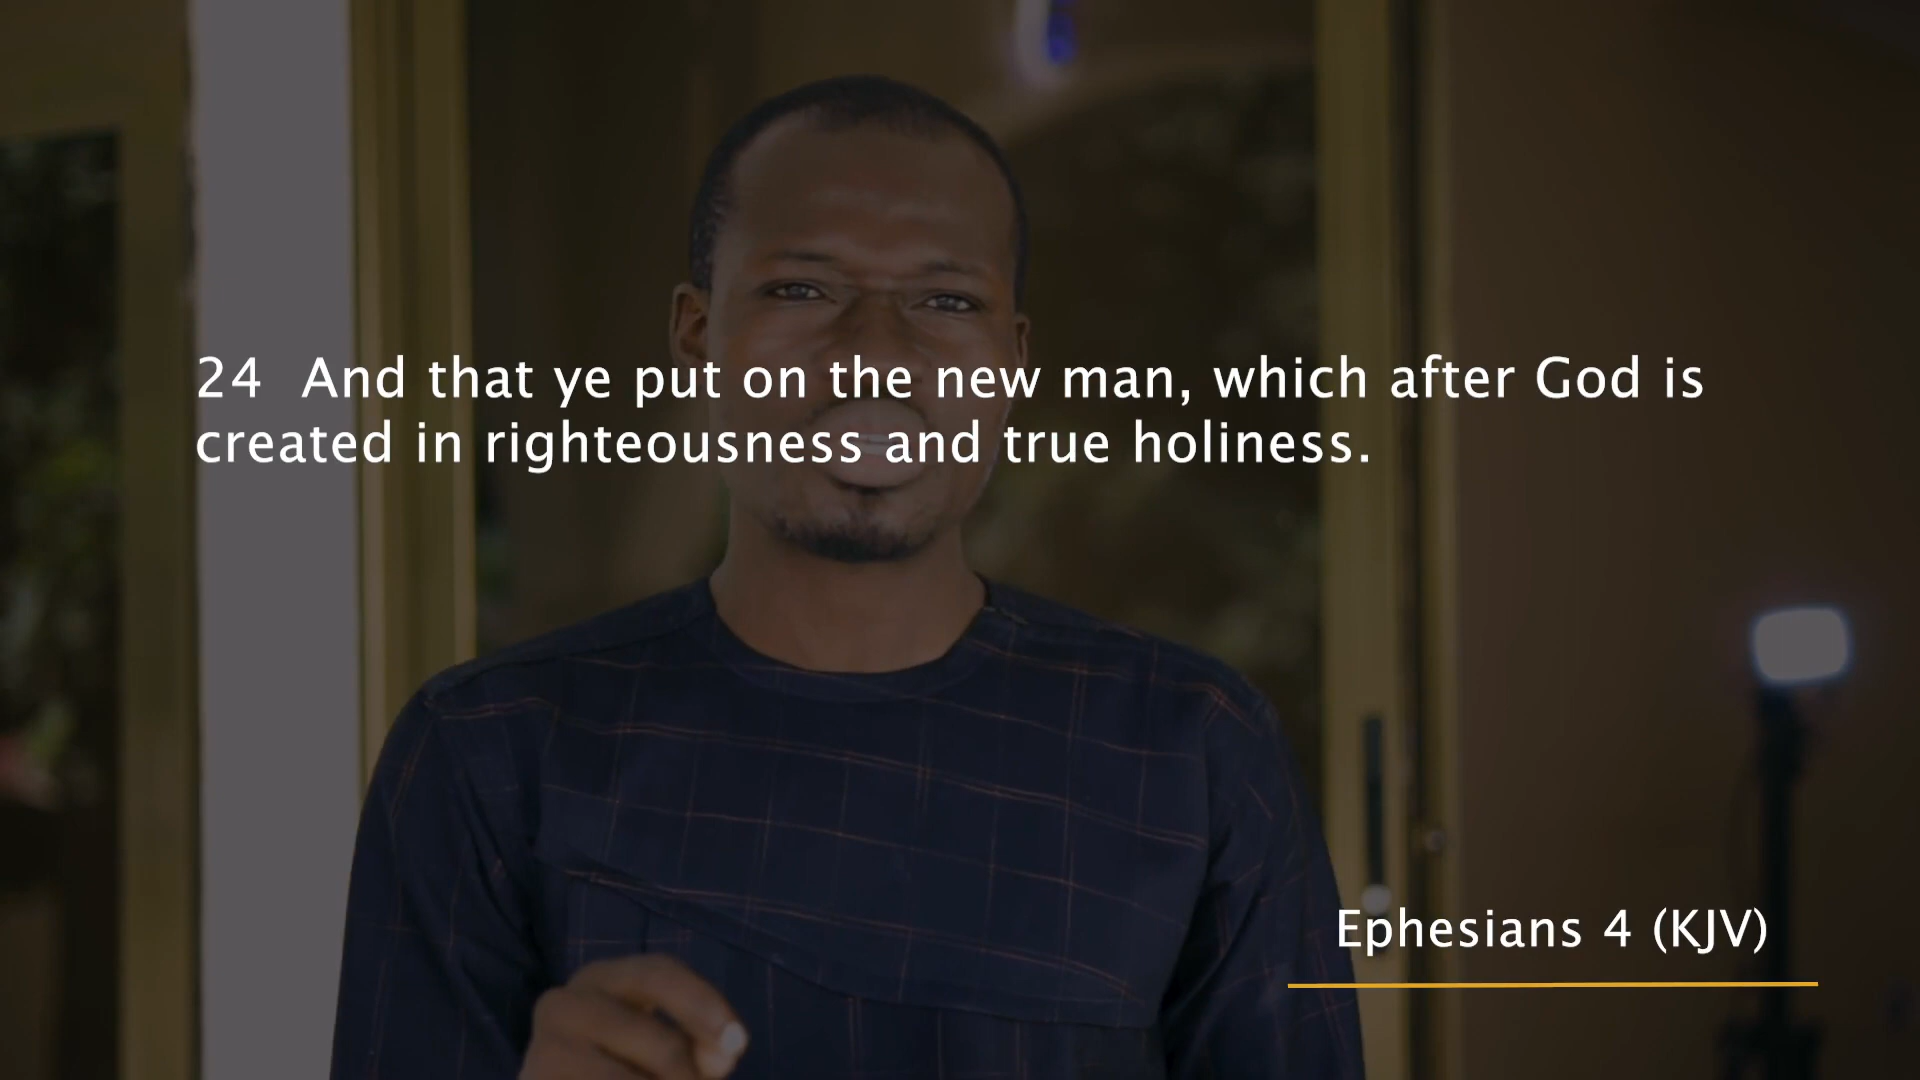 24  And that ye put on the new man, which after God is
created in righteousness and true holiness.
Ephesians 4 (KJV)